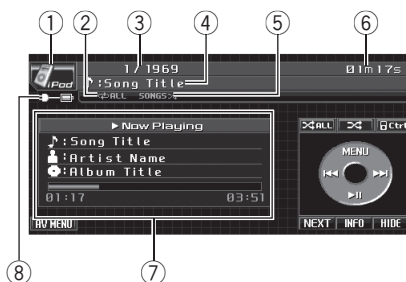 ① ② ③ ④ ⑤ ⑥
iPod 1/1969 01m17s
♪:Song Title
ALL SONGS
▶Now Playing
♪:Song Title
:Artist Name
:Album Title
01:17 03:51
ALL Ctrl
MENU
▶II
AV MENU NEXT INFO HIDE
⑧ ⑦